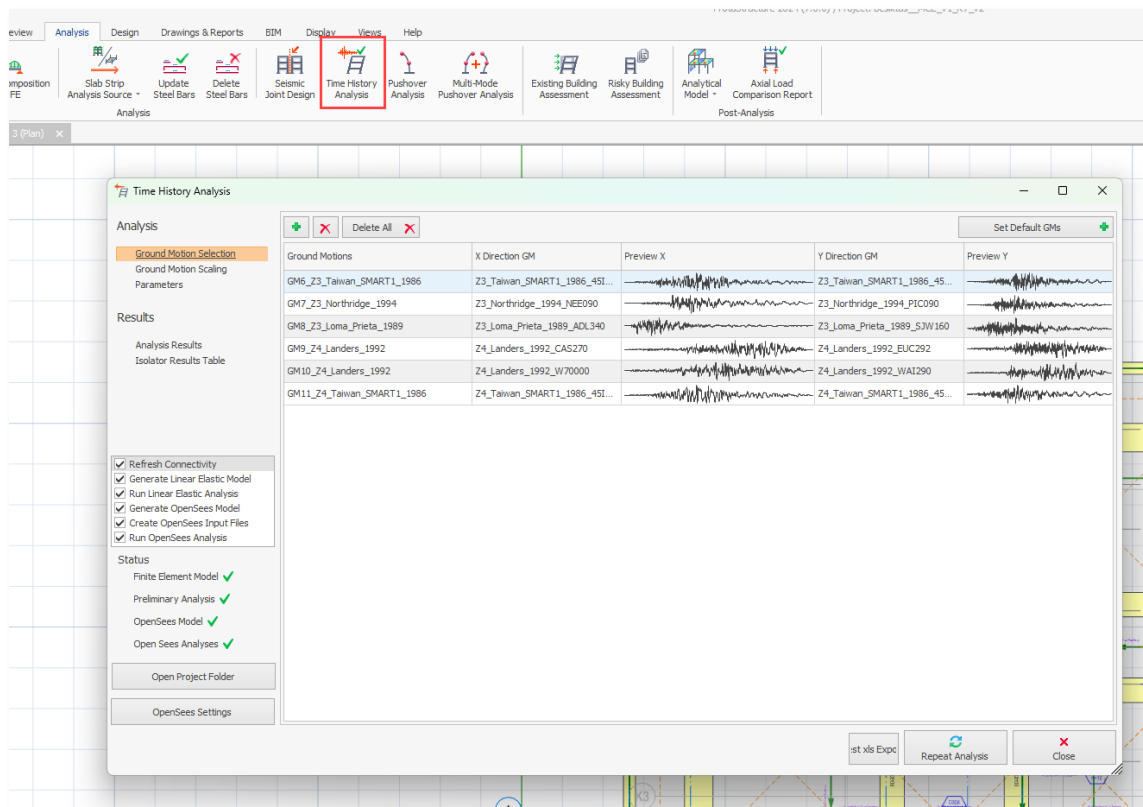 Analysis Design Drawings & Reports BIM Display Views Help
Slab Strip
Analysis Source
Update
Steel Bars
Delete
Steel Bars
Seismic
Joint Design
Time History
Analysis
Pushover
Analysis
Multi-Mode
Pushover Analysis
Existing Building
Assessment
Risky Building
Assessment
Analytical
Model
Axial Load
Comparison Report
Analysis
Post-Analysis
3 (Plan)
Time History Analysis
Analysis
Ground Motion Selection
Ground Motion Scaling
Parameters
Results
Analysis Results
Isolator Results Table
Delete All
Set Default GMs
Ground Motions X Direction GM Preview X Y Direction GM Preview Y
GM6_Z3_Taiwan_SMART1_1986 Z3_Taiwan_SMART1_1986_45I... Z3_Taiwan_SMART1_1986_45...
GM7_Z3_Northridge_1994 Z3_Northridge_1994_NEE090 Z3_Northridge_1994_PIC090
GM8_Z3_Loma_Prieta_1989 Z3_Loma_Prieta_1989_ADL340 Z3_Loma_Prieta_1989_SJW160
GM9_Z4_Landers_1992 Z4_Landers_1992_CAS270 Z4_Landers_1992_EUC292
GM10_Z4_Landers_1992 Z4_Landers_1992_W70000 Z4_Landers_1992_WAI290
GM11_Z4_Taiwan_SMART1_1986 Z4_Taiwan_SMART1_1986_45I... Z4_Taiwan_SMART1_1986_45...
Refresh Connectivity
Generate Linear Elastic Model
Run Linear Elastic Analysis
Generate OpenSees Model
Create OpenSees Input Files
Run OpenSees Analysis
Status
Finite Element Model
Preliminary Analysis
OpenSees Model
Open Sees Analyses
Open Project Folder
OpenSees Settings
Repeat Analysis
Close
K3